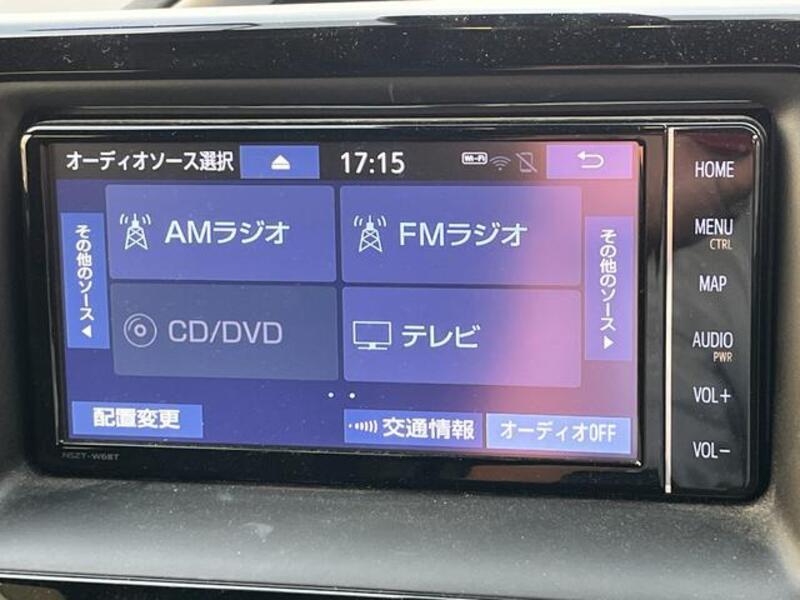 オーディオソース選択
17:15
Wi-Fi
その他のソース
AMラジオ
FMラジオ
その他のソース
CD/DVD
テレビ
配置変更
交通情報
オーディオOFF
NSZT-W68T
HOME
MENU
CTRL
MAP
AUDIO
PWR
VOL+
VOL-